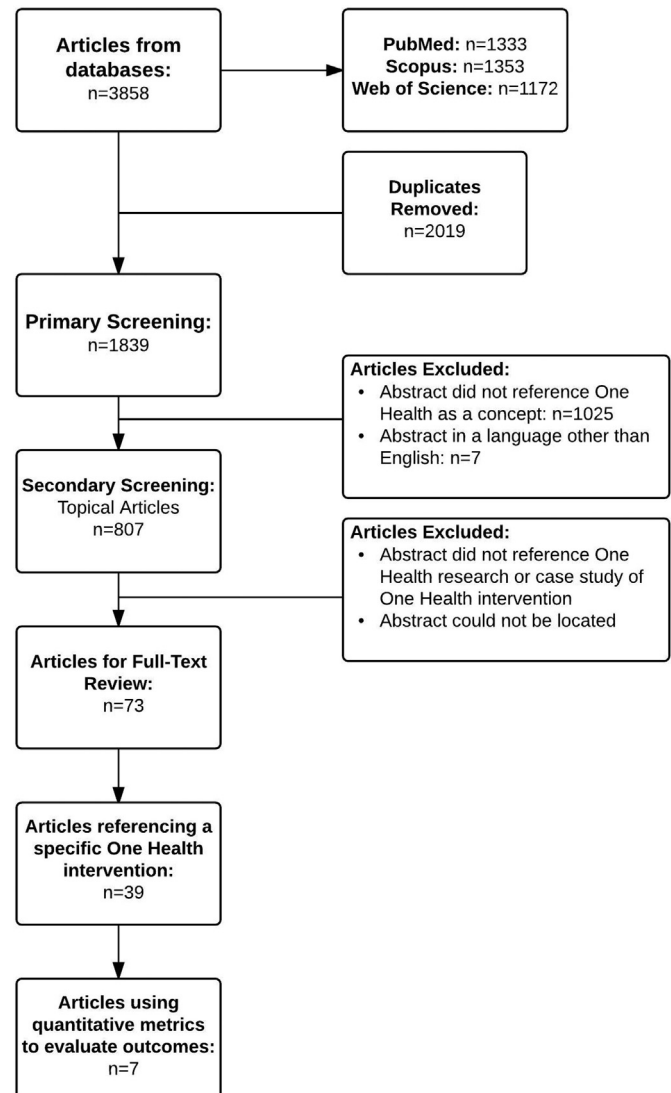 Articles from
databases:
n=3858
PubMed: n=1333
Scopus: n=1353
Web of Science: n=1172
Duplicates
Removed:
n=2019
Primary Screening:
n=1839
Articles Excluded:
• Abstract did not reference One
Health as a concept: n=1025
• Abstract in a language other than
English: n=7
Secondary Screening:
Topical Articles
n=807
Articles Excluded:
• Abstract did not reference One
Health research or case study of
One Health intervention
• Abstract could not be located
Articles for Full-Text
Review:
n=73
Articles referencing a
specific One Health
intervention:
n=39
Articles using
quantitative metrics
to evaluate outcomes:
n=7